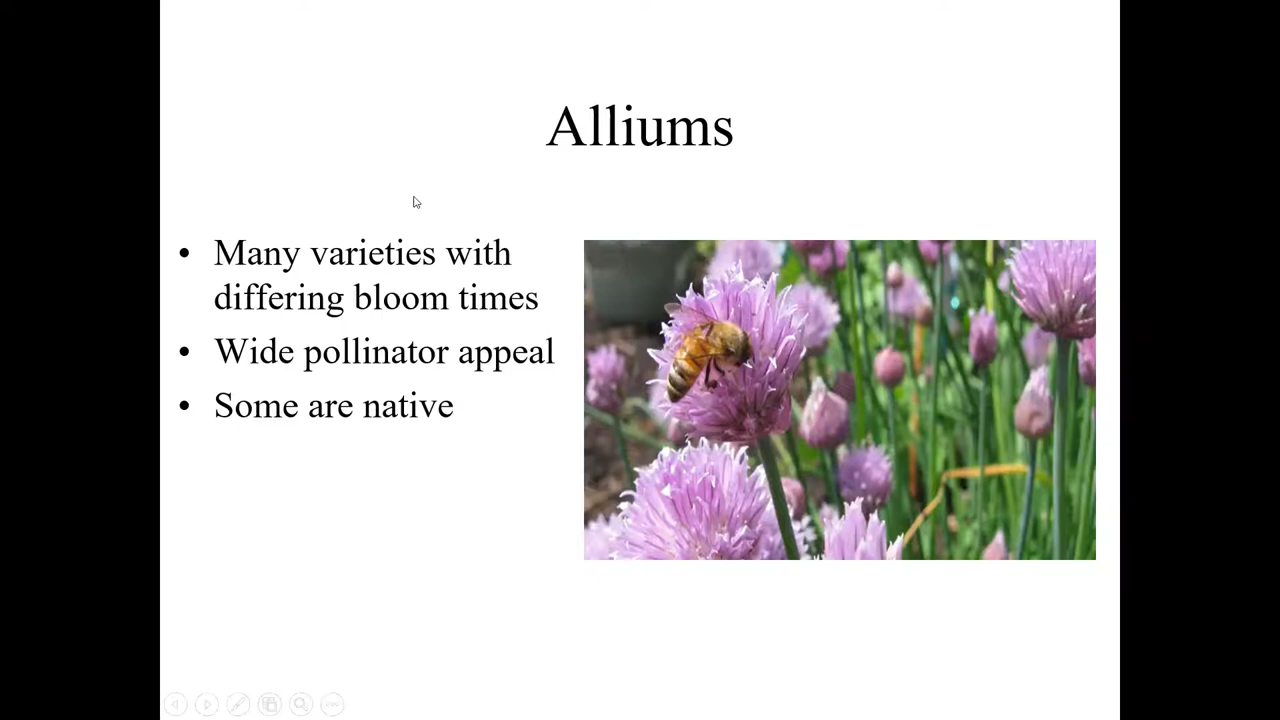 Alliums
• Many varieties with
differing bloom times
• Wide pollinator appeal
• Some are native